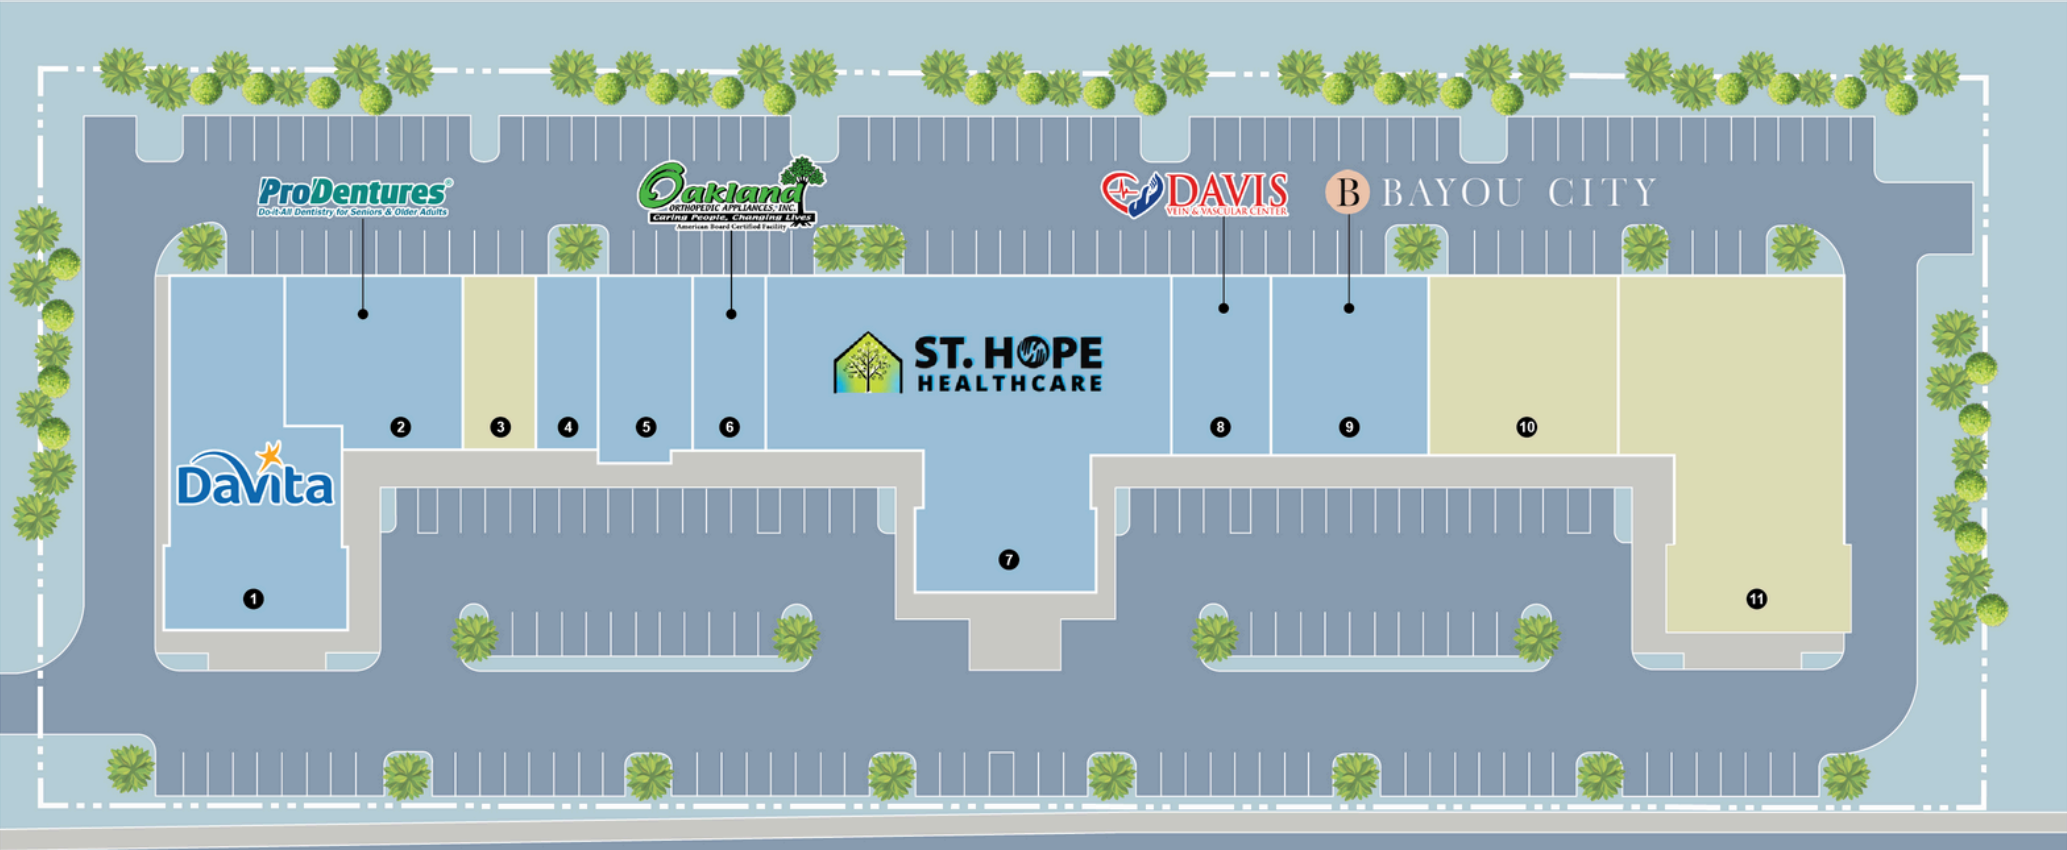 ProDentures
Do-it-All Dentistry for Seniors & Older Adults
Oakland
ORTHOPEDIC APPLIANCES, INC.
Caring People, Changing Lives
American Board Certified Facility
DAVIS
VEIN & VASCULAR CENTER
B BAYOU CITY
ST. HOPE
HEALTHCARE
2
3
4
5
6
8
9
10
DaVita
7
1
11